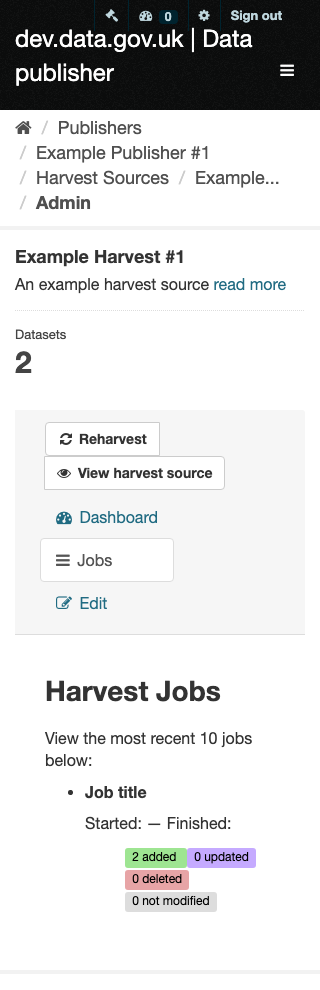 0 Sign out
dev.data.gov.uk | Data
publisher
/ Publishers
/ Example Publisher #1
/ Harvest Sources / Example...
/ Admin
Example Harvest #1
An example harvest source read more
Datasets
2
Reharvest
View harvest source
Dashboard
Jobs
Edit
Harvest Jobs
View the most recent 10 jobs
below:
• Job title
Started: — Finished:
2 added 0 updated
0 deleted
0 not modified